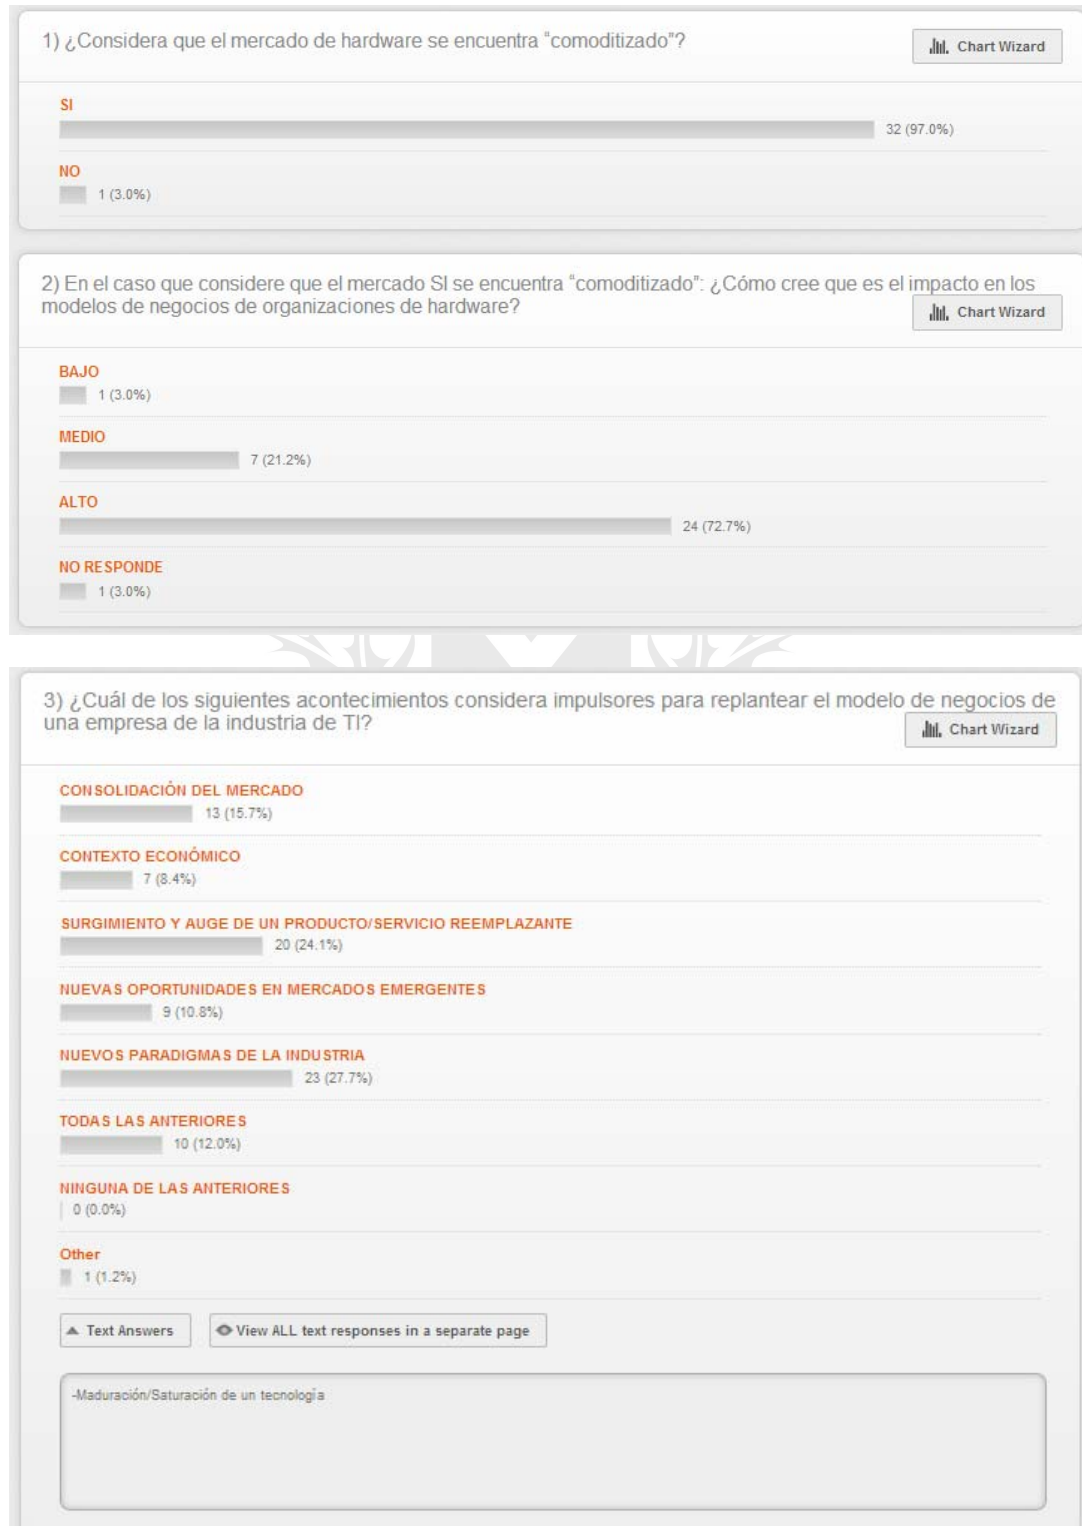 1) ¿Considera que el mercado de hardware se encuentra “comoditizado”?
Chart Wizard
SI
32 (97.0%)
NO
1 (3.0%)
2) En el caso que considere que el mercado SI se encuentra “comoditizado”: ¿Cómo cree que es el impacto en los
modelos de negocios de organizaciones de hardware?
Chart Wizard
BAJO
1 (3.0%)
MEDIO
7 (21.2%)
ALTO
24 (72.7%)
NO RESPONDE
1 (3.0%)
3) ¿Cuál de los siguientes acontecimientos considera impulsores para replantear el modelo de negocios de
una empresa de la industria de TI?
Chart Wizard
CONSOLIDACIÓN DEL MERCADO
13 (15.7%)
CONTEXTO ECONÓMICO
7 (8.4%)
SURGIMIENTO Y AUGE DE UN PRODUCTO/SERVICIO REEMPLAZANTE
20 (24.1%)
NUEVAS OPORTUNIDADES EN MERCADOS EMERGENTES
9 (10.8%)
NUEVOS PARADIGMAS DE LA INDUSTRIA
23 (27.7%)
TODAS LAS ANTERIORES
10 (12.0%)
NINGUNA DE LAS ANTERIORES
0 (0.0%)
Other
1 (1.2%)
Text Answers
View ALL text responses in a separate page
-Maduración/Saturación de un tecnología